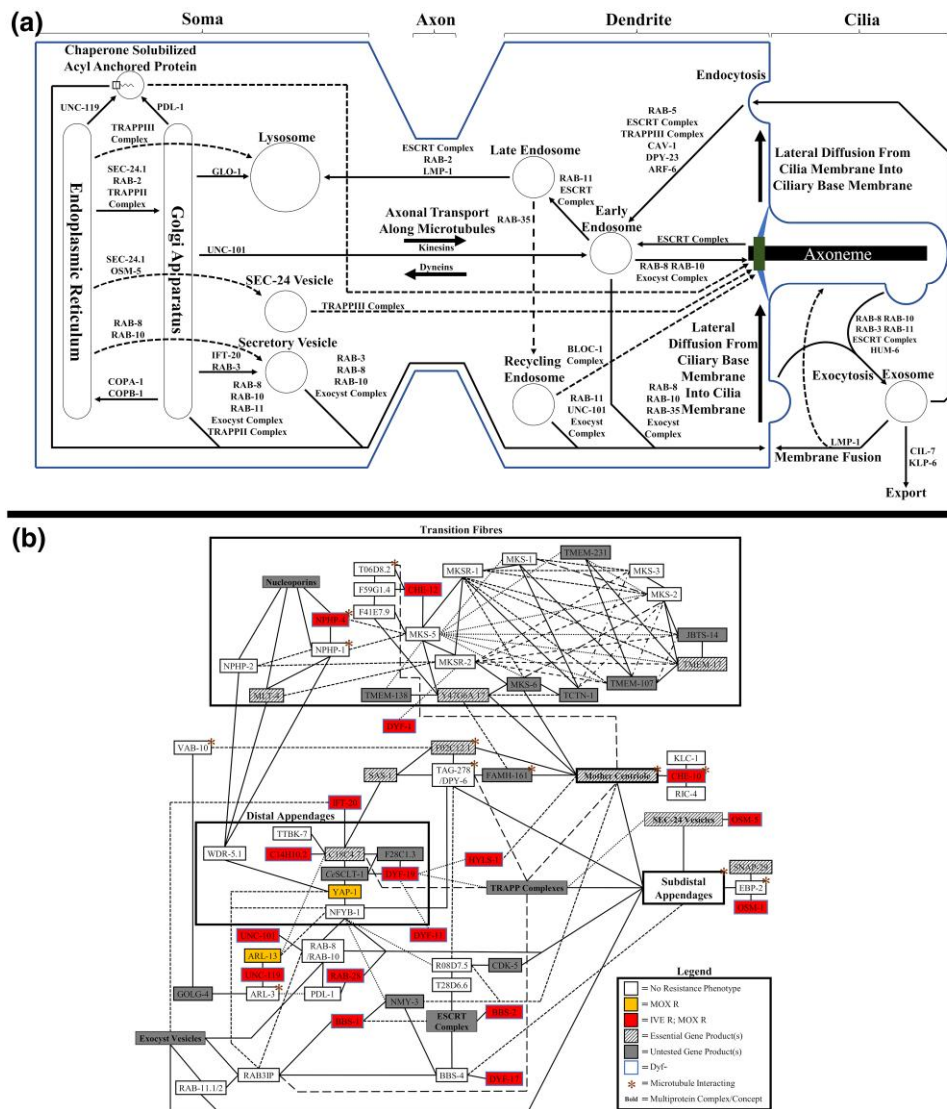 (a)
Soma
Axon
Dendrite
Cilia
Chaperone Solubilized
Acyl Anchored Protein
UNC-119
PDL-1
TRAPPIII
Complex
SEC-24.1
RAB-2
TRAPPII
Complex
SEC-24.1
OSM-5
RAB-8
RAB-10
COPA-1
COPB-1
Endoplasmic Reticulum
Golgi Apiparatus
Lysosome
GLO-1
UNC-101
SEC-24 Vesicle
Secretory Vesicle
IFT-20
RAB-3
RAB-8
RAB-10
RAB-11
Exocyst Complex
TRAPPII Complex
RAB-3
RAB-8
RAB-10
Exocyst Complex
TRAPPIII Complex
ESCRT Complex
RAB-2
LMP-1
Axonal Transport
Along Microtubules
Kinesins
Dyneins
Late Endosome
RAB-11
ESCRT
Complex
RAB-35
Early
Endosome
RAB-5
ESCRT Complex
TRAPPIII Complex
CAV-1
DPY-23
ARF-6
Endocytosis
ESCRT Complex
RAB-8 RAB-10
Exocyst Complex
BLOC-1
Complex
Recycling
Endosome
RAB-11
UNC-101
Exocyst
Complex
RAB-8
RAB-10
RAB-35
Exocyst
Complex
Lateral
Diffusion From
Ciliary Base
Membrane
Into Cilia
Membrane
Lateral Diffusion From
Cilia Membrane Into
Ciliary Base Membrane
Axoneme
RAB-8 RAB-10
RAB-3 RAB-11
ESCRT Complex
HUM-6
Exocytosis
Exosome
LMP-1
Membrane Fusion
CIL-7
KLP-6
Export
(b)
Transition Fibres
Nucleoporins
T06D8.2
F59G1.4
F41E7.9
CHE-12
MKSR-1
MKS-1
TMEM-231
MKS-3
MKS-2
NPHP-4
NPHP-1
NPHP-2
MKS-5
MKSR-2
JBTS-14
TMEM-17
MLT-4
TMEM-138
Y47G6A.17
MKS-6
TCTN-1
TMEM-107
DYF-1
VAB-10
F02C12.1
SAS-1
TAG-278
/DPY-6
FAMH-161
Mother Centriole
KLC-1
CHE-10
RIC-4
IFT-20
Distal Appendages
TTBK-7
WDR-5.1
C34H10.2
C18C4.7
F28C1.3
CeSCLT-1
DYF-19
YAP-1
NFYB-1
HYLS-1
TRAPP Complexes
SEC-24 Vesicles
OSM-5
Subdistal
Appendages
SNAP-29
EBP-2
OSM-1
UNC-101
ARL-13
UNC-119
ARL-3
RAB-8
/RAB-10
PDL-1
RAB-28
DYF-11
R08D7.5
T28D6.6
CDK-5
GOLG-4
NMY-3
BBS-1
ESCRT
Complex
BBS-2
Exocyst Vesicles
RAB3IP
RAB-11.1/2
BBS-4
DYF-17
Legend
= No Resistance Phenotype
= MOX R
= IVE R; MOX R
= Essential Gene Product(s)
= Untested Gene Product(s)
= Dyf-
= Microtubule Interacting
Bold = Multiprotein Complex/Concept